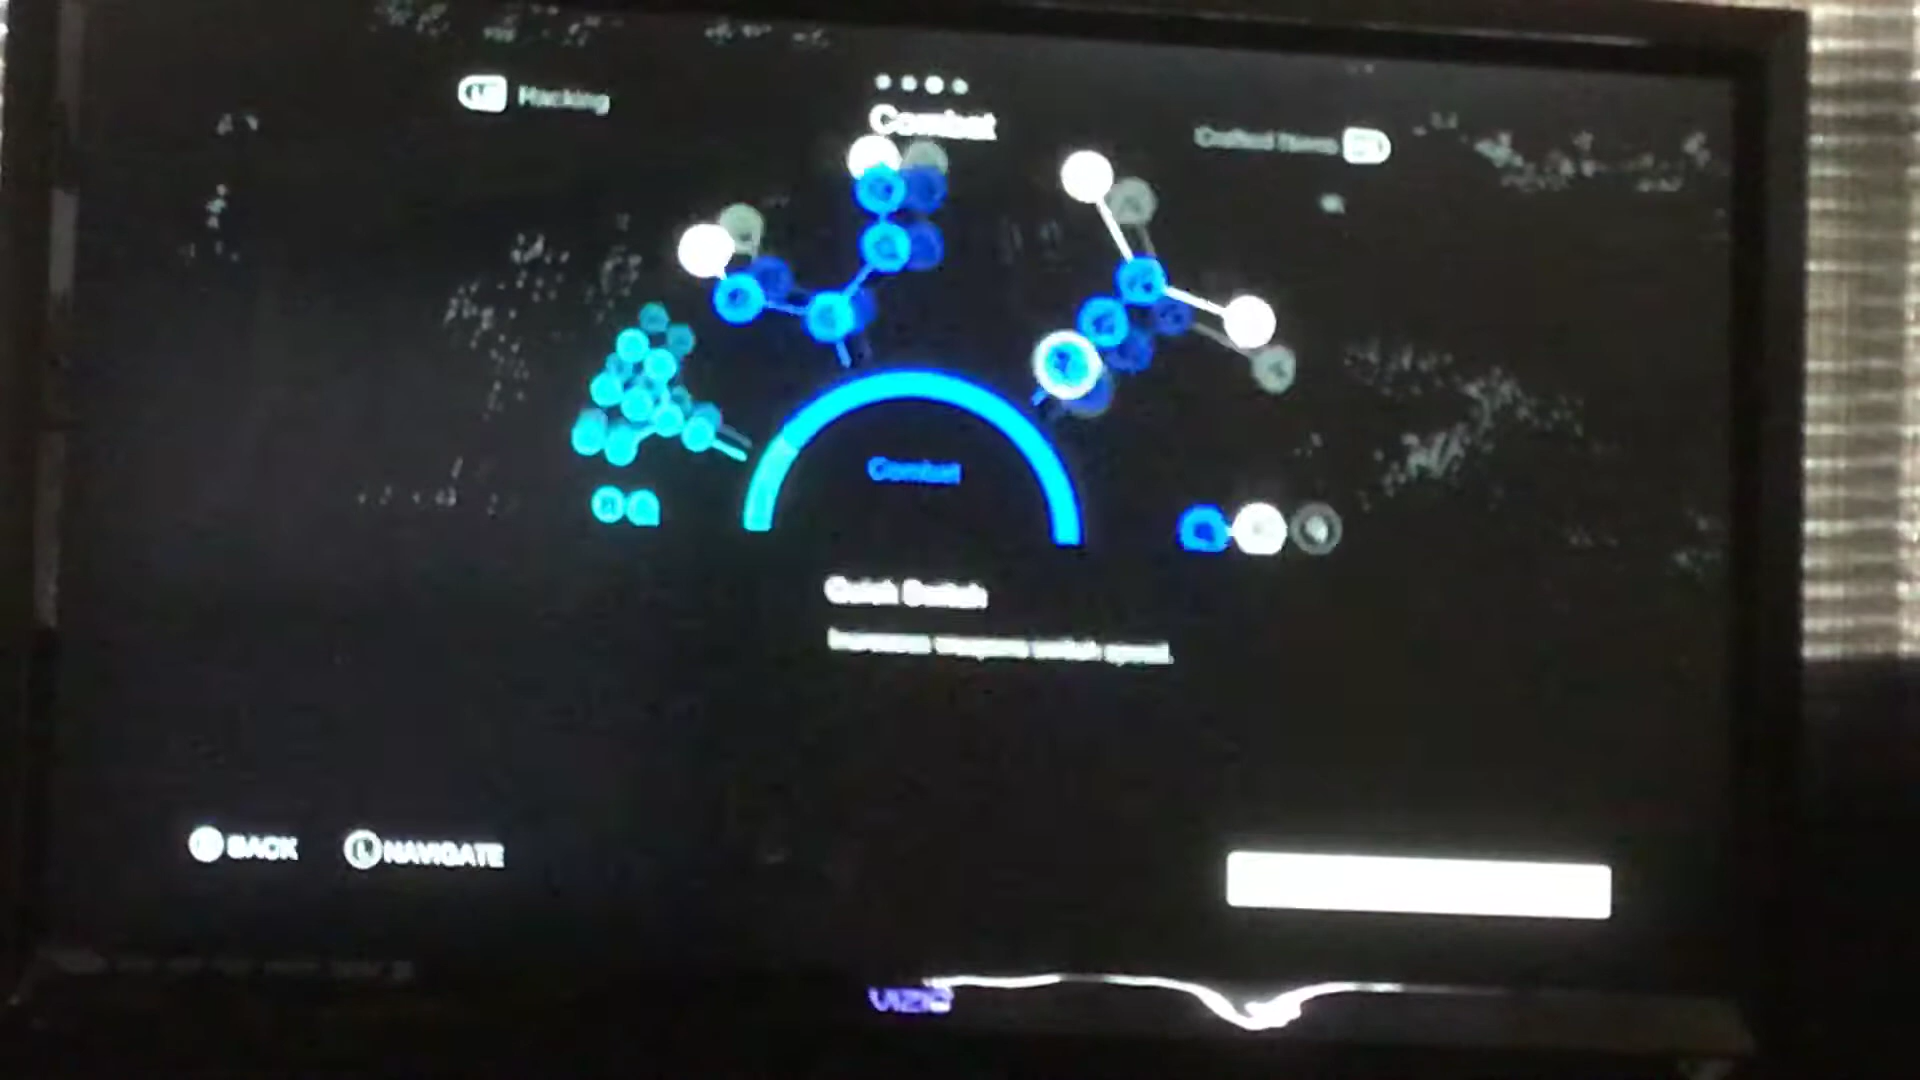 Hacking
Combat
Crafted Items
Combat
Quick Switch
Increases weapons switch speed.
BACK
L NAVIGATE
VIZIO